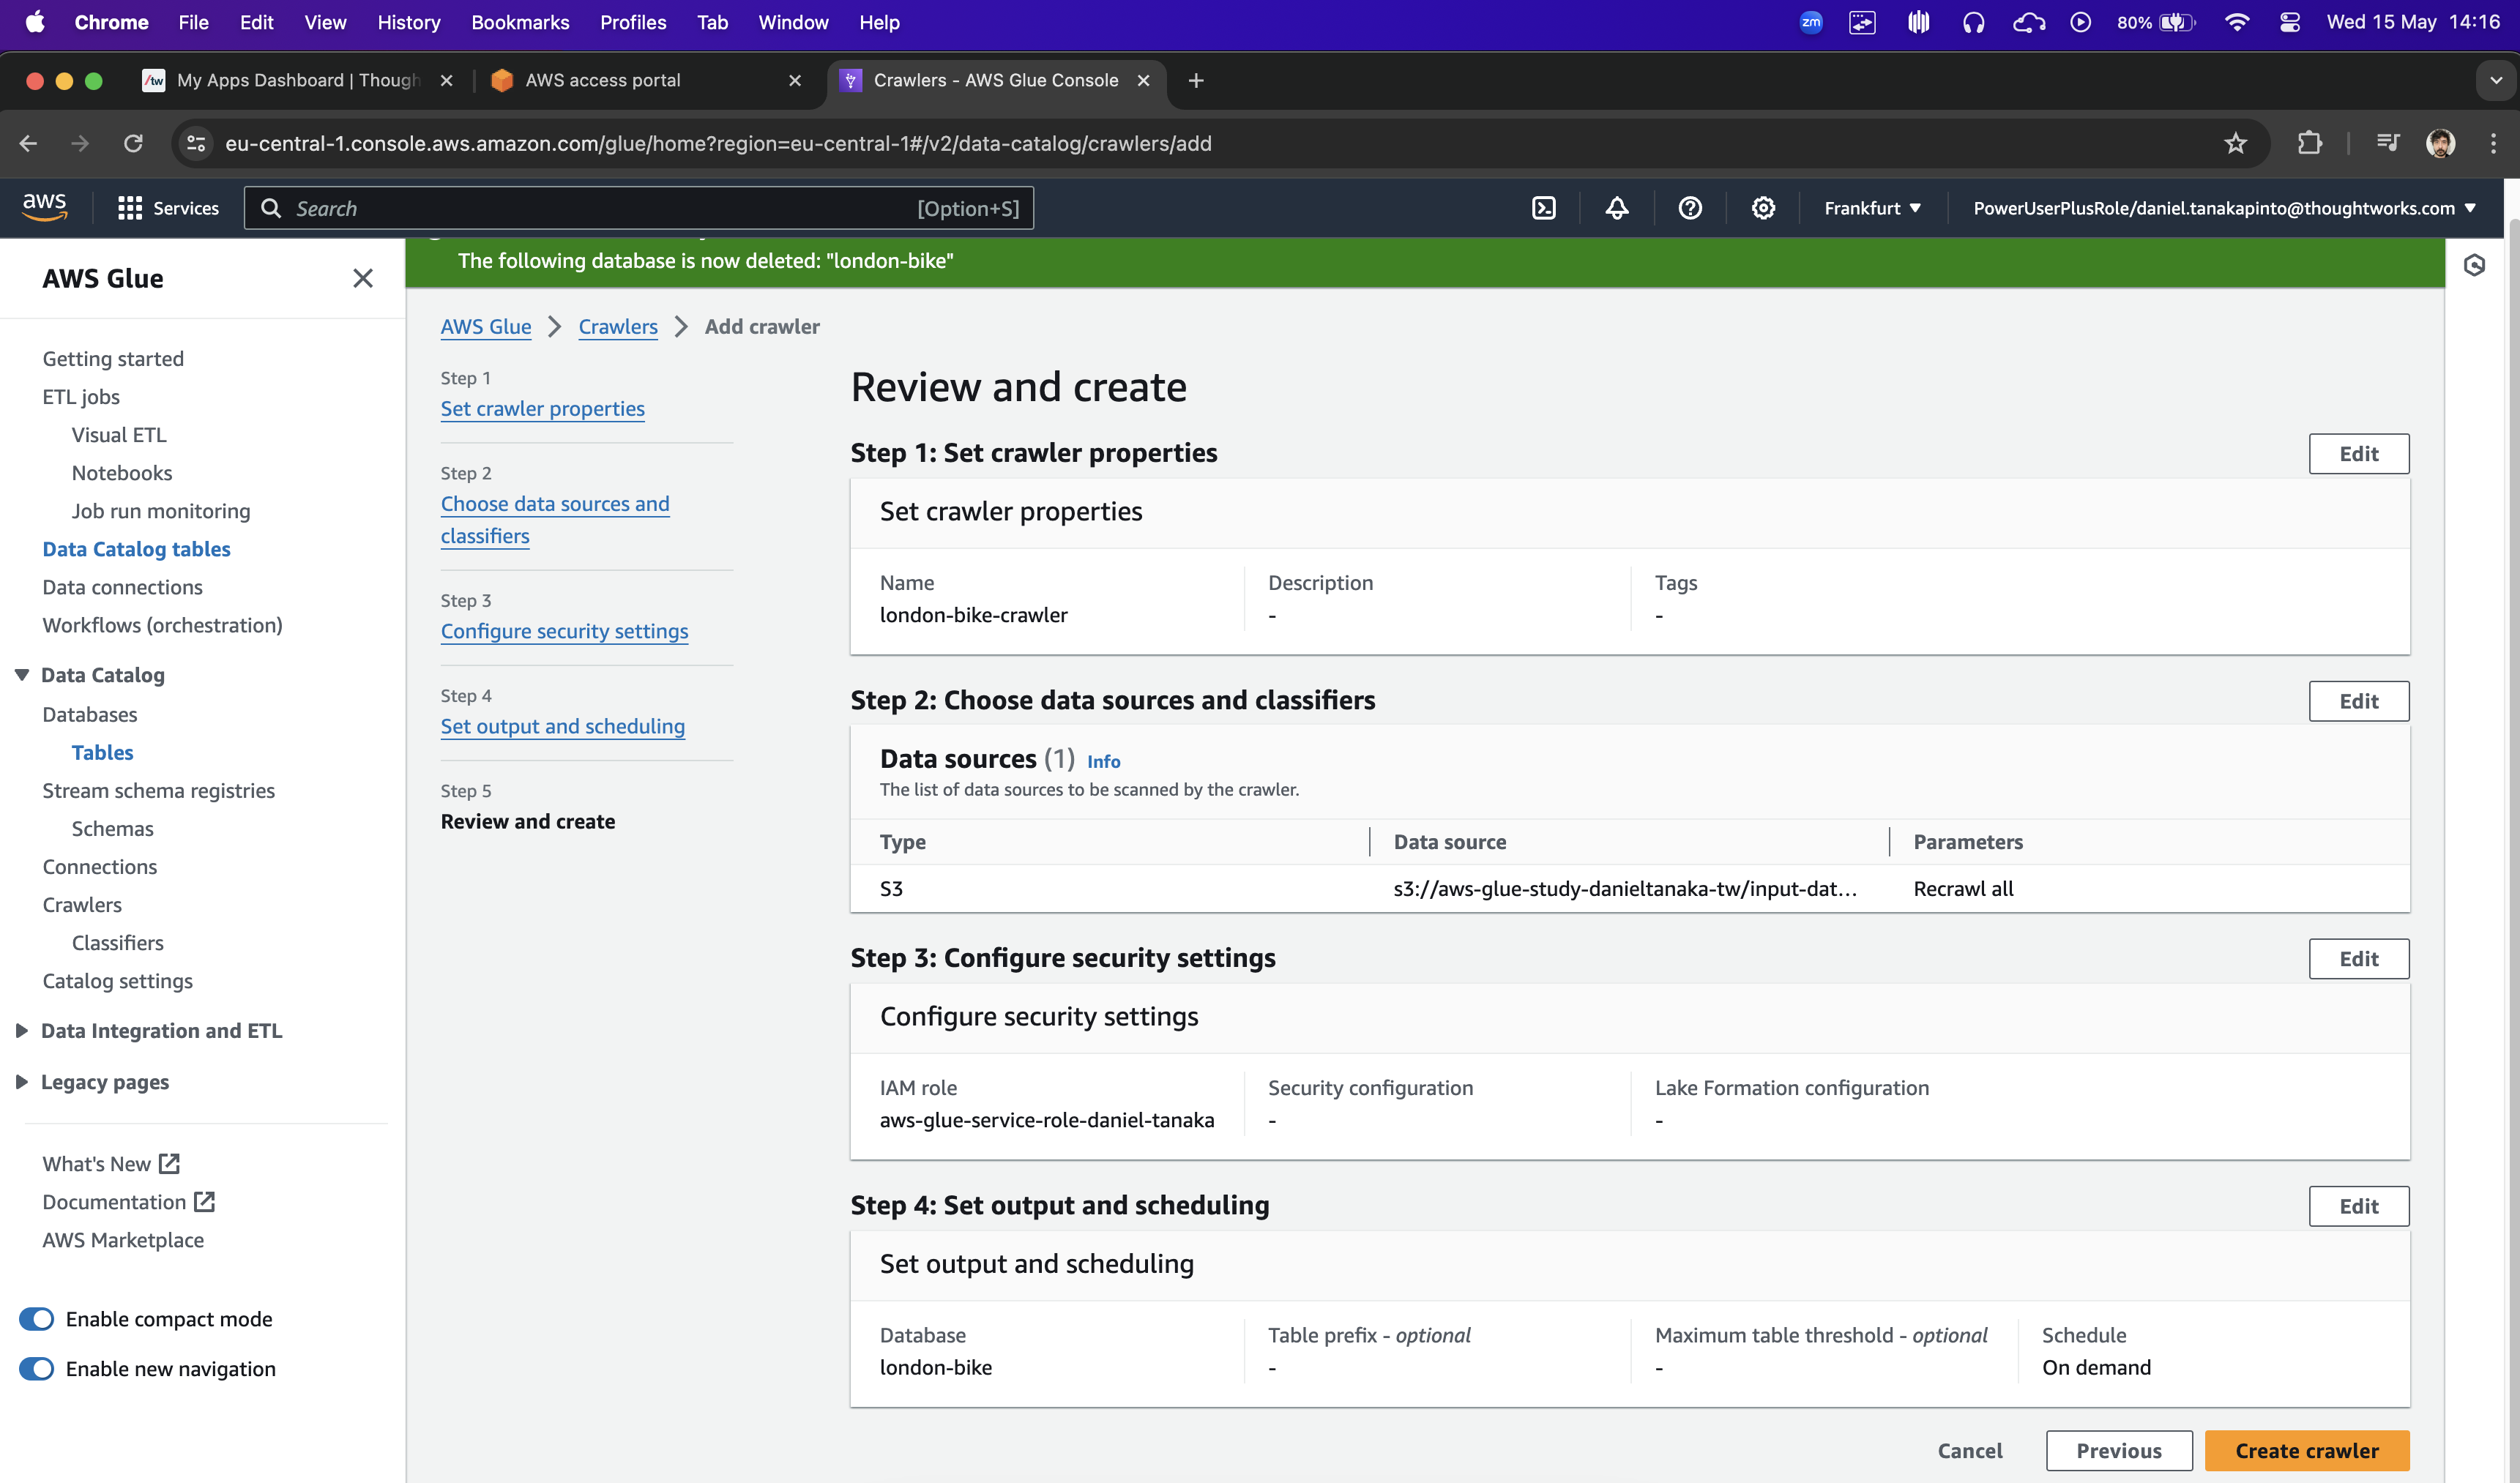 Chrome File Edit View History Bookmarks Profiles Tab Window Help
zm 80% Wed 15 May 14:16
/tw My Apps Dashboard | Though
AWS access portal
Crawlers - AWS Glue Console
eu-central-1.console.aws.amazon.com/glue/home?region=eu-central-1#/v2/data-catalog/crawlers/add
aws Services Search [Option+S] Frankfurt PowerUserPlusRole/daniel.tanakapinto@thoughtworks.com
AWS Glue
Getting started
ETL jobs
Visual ETL
Notebooks
Job run monitoring
Data Catalog tables
Data connections
Workflows (orchestration)
Data Catalog
Databases
Tables
Stream schema registries
Schemas
Connections
Crawlers
Classifiers
Catalog settings
Data Integration and ETL
Legacy pages
What's New
Documentation
AWS Marketplace
Enable compact mode
Enable new navigation
The following database is now deleted: "london-bike"
AWS Glue Crawlers Add crawler
Step 1
Set crawler properties
Step 2
Choose data sources and
classifiers
Step 3
Configure security settings
Step 4
Set output and scheduling
Step 5
Review and create
Review and create
Step 1: Set crawler properties Edit
Set crawler properties
Name Description Tags
london-bike-crawler - -
Step 2: Choose data sources and classifiers Edit
Data sources (1) Info
The list of data sources to be scanned by the crawler.
Type Data source Parameters
S3 s3://aws-glue-study-danieltanaka-tw/input-dat... Recrawl all
Step 3: Configure security settings Edit
Configure security settings
IAM role Security configuration Lake Formation configuration
aws-glue-service-role-daniel-tanaka - -
Step 4: Set output and scheduling Edit
Set output and scheduling
Database Table prefix - optional Maximum table threshold - optional Schedule
london-bike - - On demand
Cancel Previous Create crawler